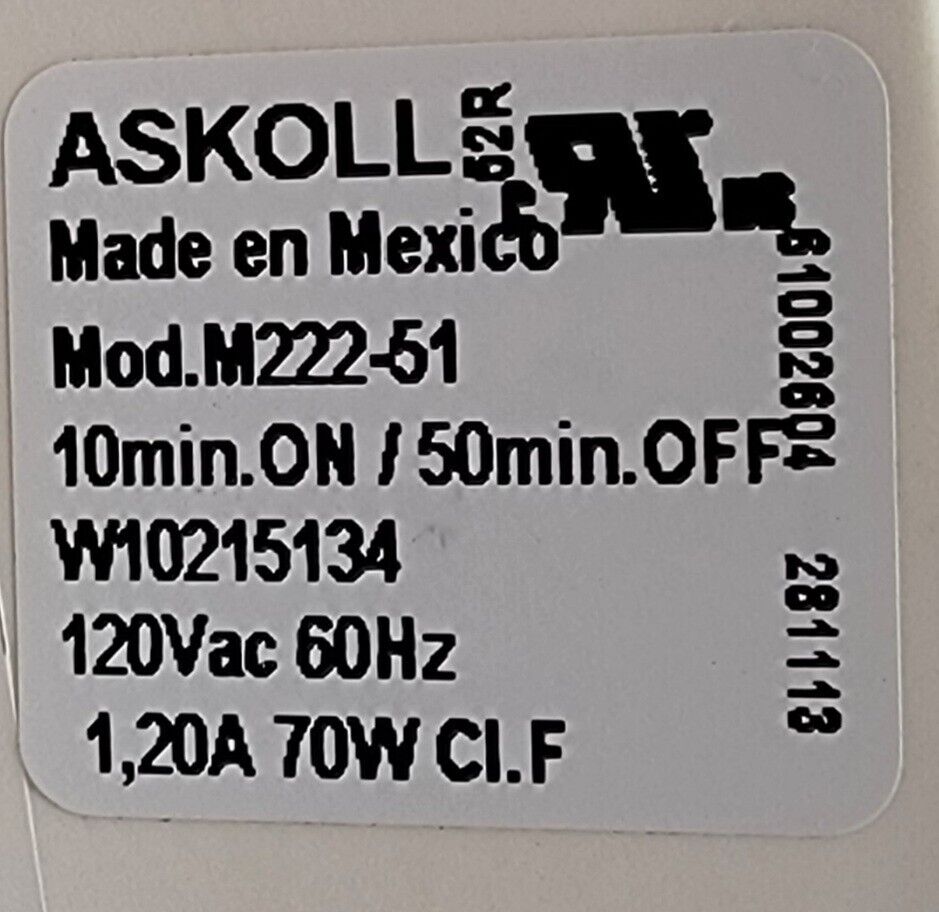 ASKOLL
62R
Made en Mexico
Mod.M222-51
10min.ON / 50min.OFF
W10215134
120Vac 60Hz
1,20A 70W Cl.F
61002604
281113